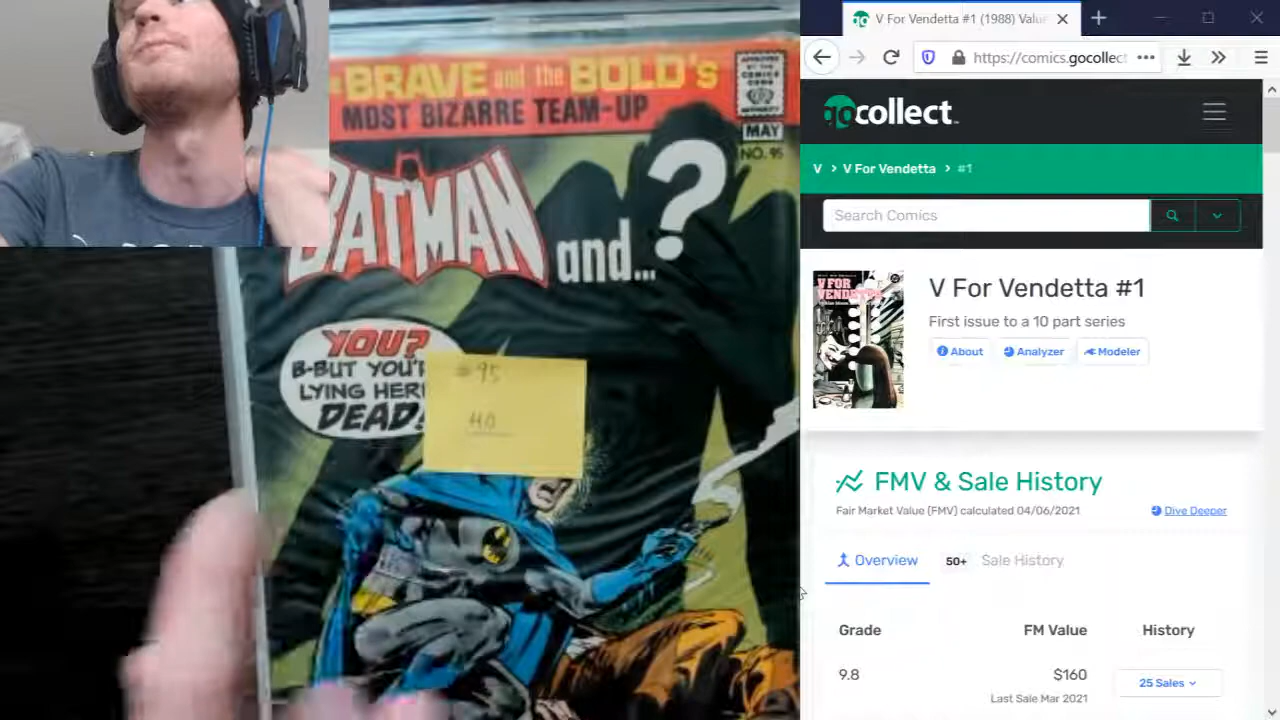 BRAVE and the BOLD's
MOST BIZARRE TEAM-UP
APPROVED
BY THE
COMICS
CODE
AUTHORITY
MAY
NO. 95
BATMAN
and...?
YOU?
B-BUT YOU'R
LYING HER
DEAD!
#95
V For Vendetta #1 (1988) Value
https://comics.gocollect
gocollect
V > V For Vendetta > #1
Search Comics
V For Vendetta #1
First issue to a 10 part series
About
Analyzer
Modeler
FMV & Sale History
Fair Market Value (FMV) calculated 04/06/2021
Dive Deeper
Overview
50+
Sale History
Grade
FM Value
History
9.8
$160
25 Sales
Last Sale Mar 2021